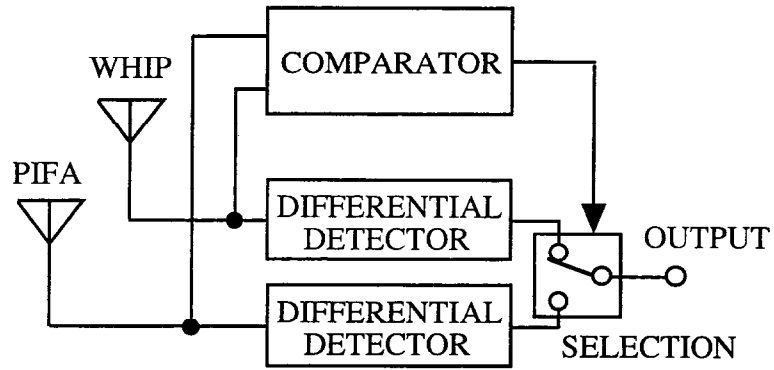 COMPARATOR
WHIP
PIFA
DIFFERENTIAL
DETECTOR
OUTPUT
DIFFERENTIAL
DETECTOR
SELECTION